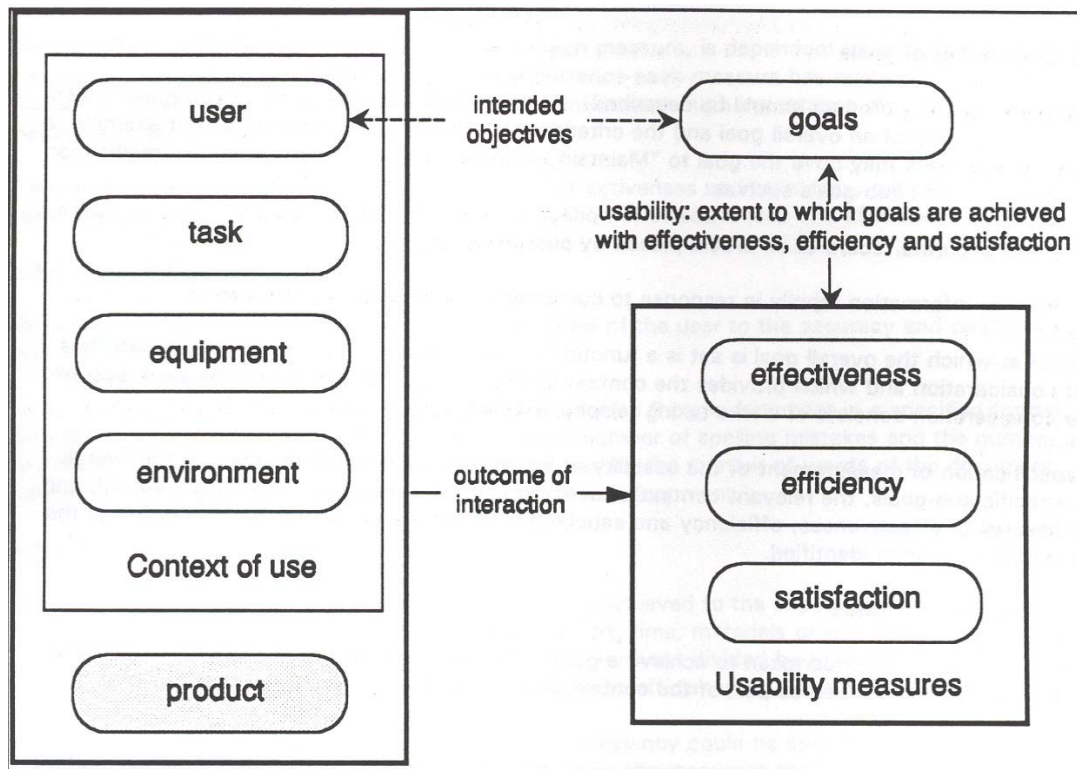 user
task
equipment
environment
Context of use
product
intended
objectives
goals
usability: extent to which goals are achieved
with effectiveness, efficiency and satisfaction
outcome of
interaction
effectiveness
efficiency
satisfaction
Usability measures